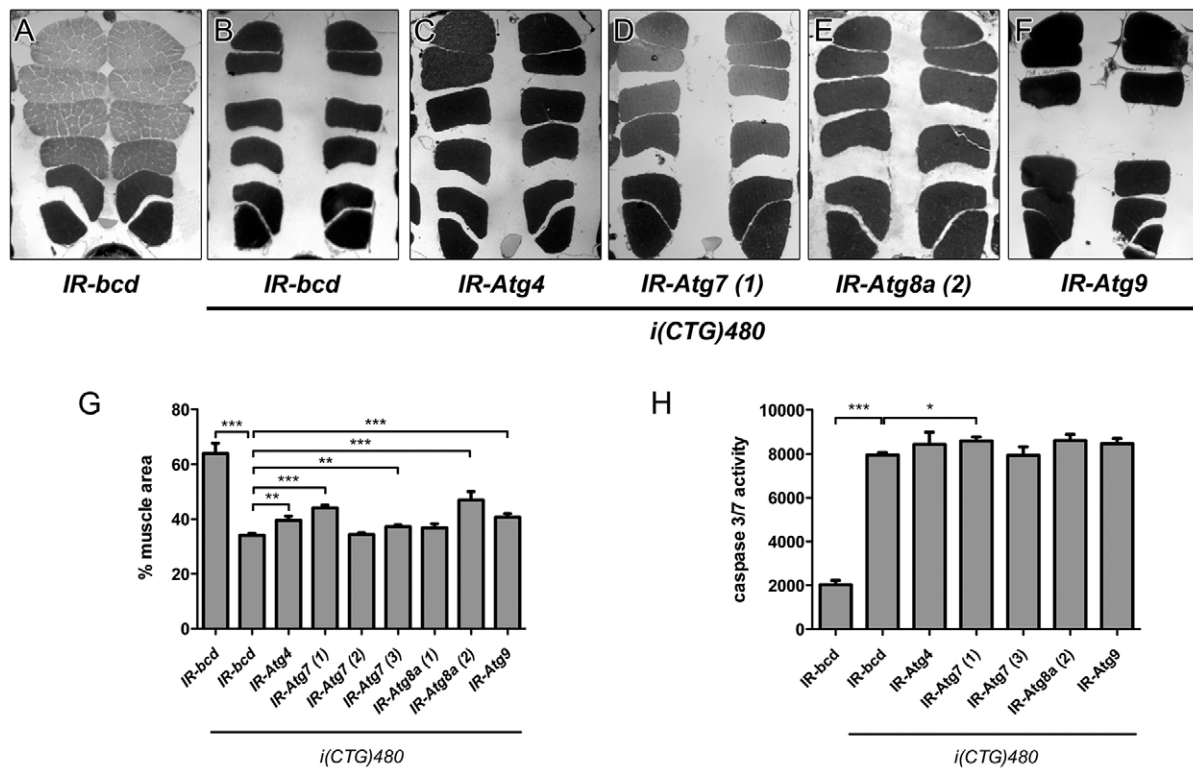 A B C D E F
IR-bcd IR-bcd IR-Atg4 IR-Atg7 (1) IR-Atg8a (2) IR-Atg9
i(CTG)480
G
% muscle area
80
60
40
20
0
***
***
***
**
***
**
IR-bcd
IR-bcd
IR-Atg4
IR-Atg7 (1)
IR-Atg7 (2)
IR-Atg7 (3)
IR-Atg8a (1)
IR-Atg8a (2)
IR-Atg9
i(CTG)480
H
caspase 3/7 activity
10000
8000
6000
4000
2000
0
*** *
IR-bcd
IR-bcd
IR-Atg4
IR-Atg7 (1)
IR-Atg7 (3)
IR-Atg8a (2)
IR-Atg9
i(CTG)480